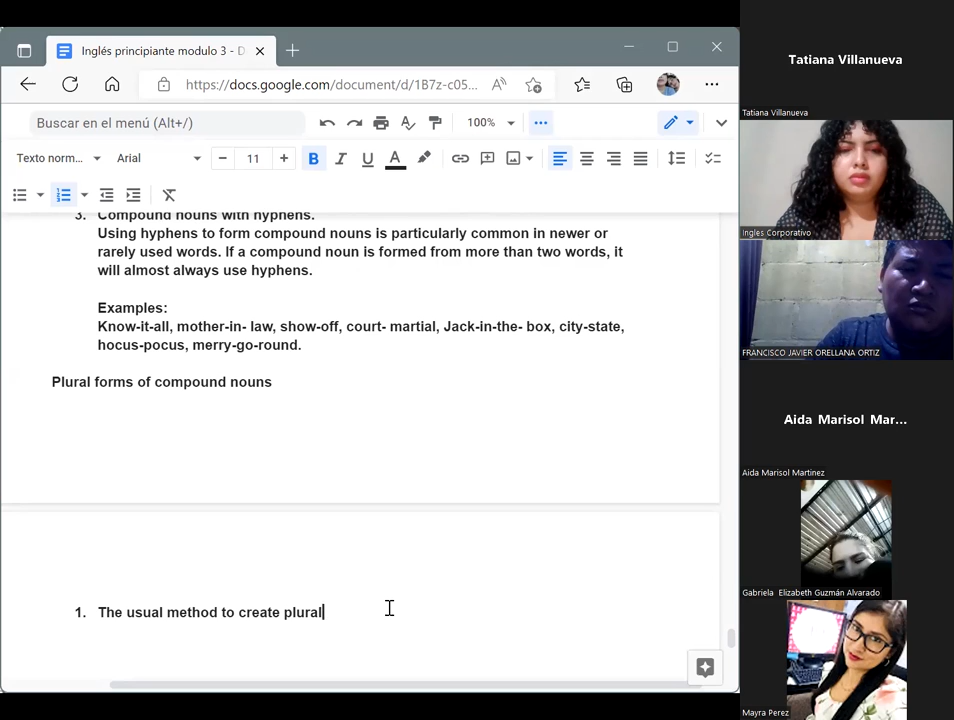 Inglés principiante modulo 3 - D
https://docs.google.com/document/d/1B7z-c05...
Buscar en el menú (Alt+/)
100%
Texto norm...
Arial
11
3. Compound nouns with hyphens.
Using hyphens to form compound nouns is particularly common in newer or
rarely used words. If a compound noun is formed from more than two words, it
will almost always use hyphens.
Examples:
Know-it-all, mother-in- law, show-off, court- martial, Jack-in-the- box, city-state,
hocus-pocus, merry-go-round.
Plural forms of compound nouns
1. The usual method to create plural
Tatiana Villanueva
Tatiana Villanueva
Ingles Corporativo
FRANCISCO JAVIER ORELLANA ORTIZ
Aida Marisol Mar...
Aida Marisol Martinez
Gabriela Elizabeth Guzmán Alvarado
Mayra Perez